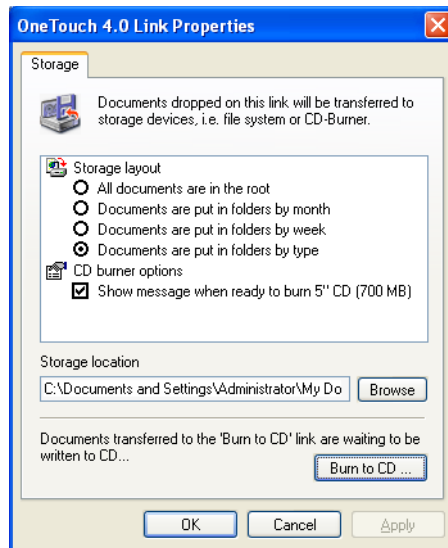 OneTouch 4.0 Link Properties
Storage
Documents dropped on this link will be transferred to
storage devices, i.e. file system or CD-Burner.
Storage layout
All documents are in the root
Documents are put in folders by month
Documents are put in folders by week
Documents are put in folders by type
CD burner options
Show message when ready to burn 5" CD (700 MB)
Storage location
C:\Documents and Settings\Administrator\My Do
Browse
Documents transferred to the 'Burn to CD' link are waiting to be
written to CD...
Burn to CD ...
OK
Cancel
Apply